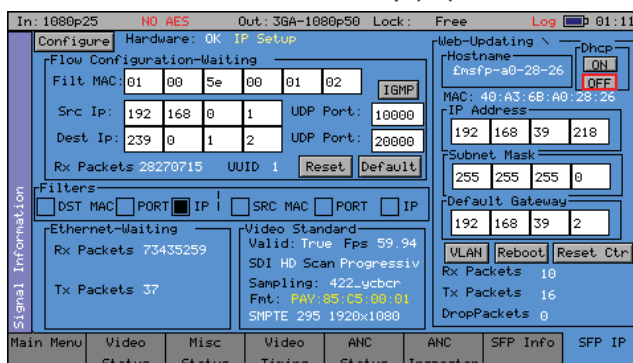 In: 1080p25 NO AES Out: 3GA-1080p50 Lock: Free Log 01:11
Configure Hardware: OK IP Setup
Flow Configuration-Waiting
Filt MAC: 01 00 5e 00 01 02 IGMP
Src Ip: 192 168 0 1 UDP Port: 10000
Dest Ip: 239 0 1 2 UDP Port: 20000
Rx Packets 28270715 UUID 1 Reset Default
Filters
DST MAC PORT IP SRC MAC PORT IP
Ethernet-Waiting
Rx Packets 73435259
Tx Packets 37
Video Standard
Valid: True Fps 59.94
SDI HD Scan Progressiv
Sampling: 422_ycbcr
Fmt: PAY:85:C5:00:01
SMPTE 295 1920x1080
Web-Updating \
Hostname
£msfp-a0-28-26
Dhcp
ON
OFF
MAC: 40:A3:6B:A0:28:26
IP Address
192 168 39 218
Subnet Mask
255 255 255 0
Default Gateway
192 168 39 2
VLAN Reboot Reset Ctr
Rx Packets 10
Tx Packets 16
DropPackets 0
Signal Information
Main Menu Video Misc Video ANC ANC SFP Info SFP IP
Status Status Timing Status Inspector